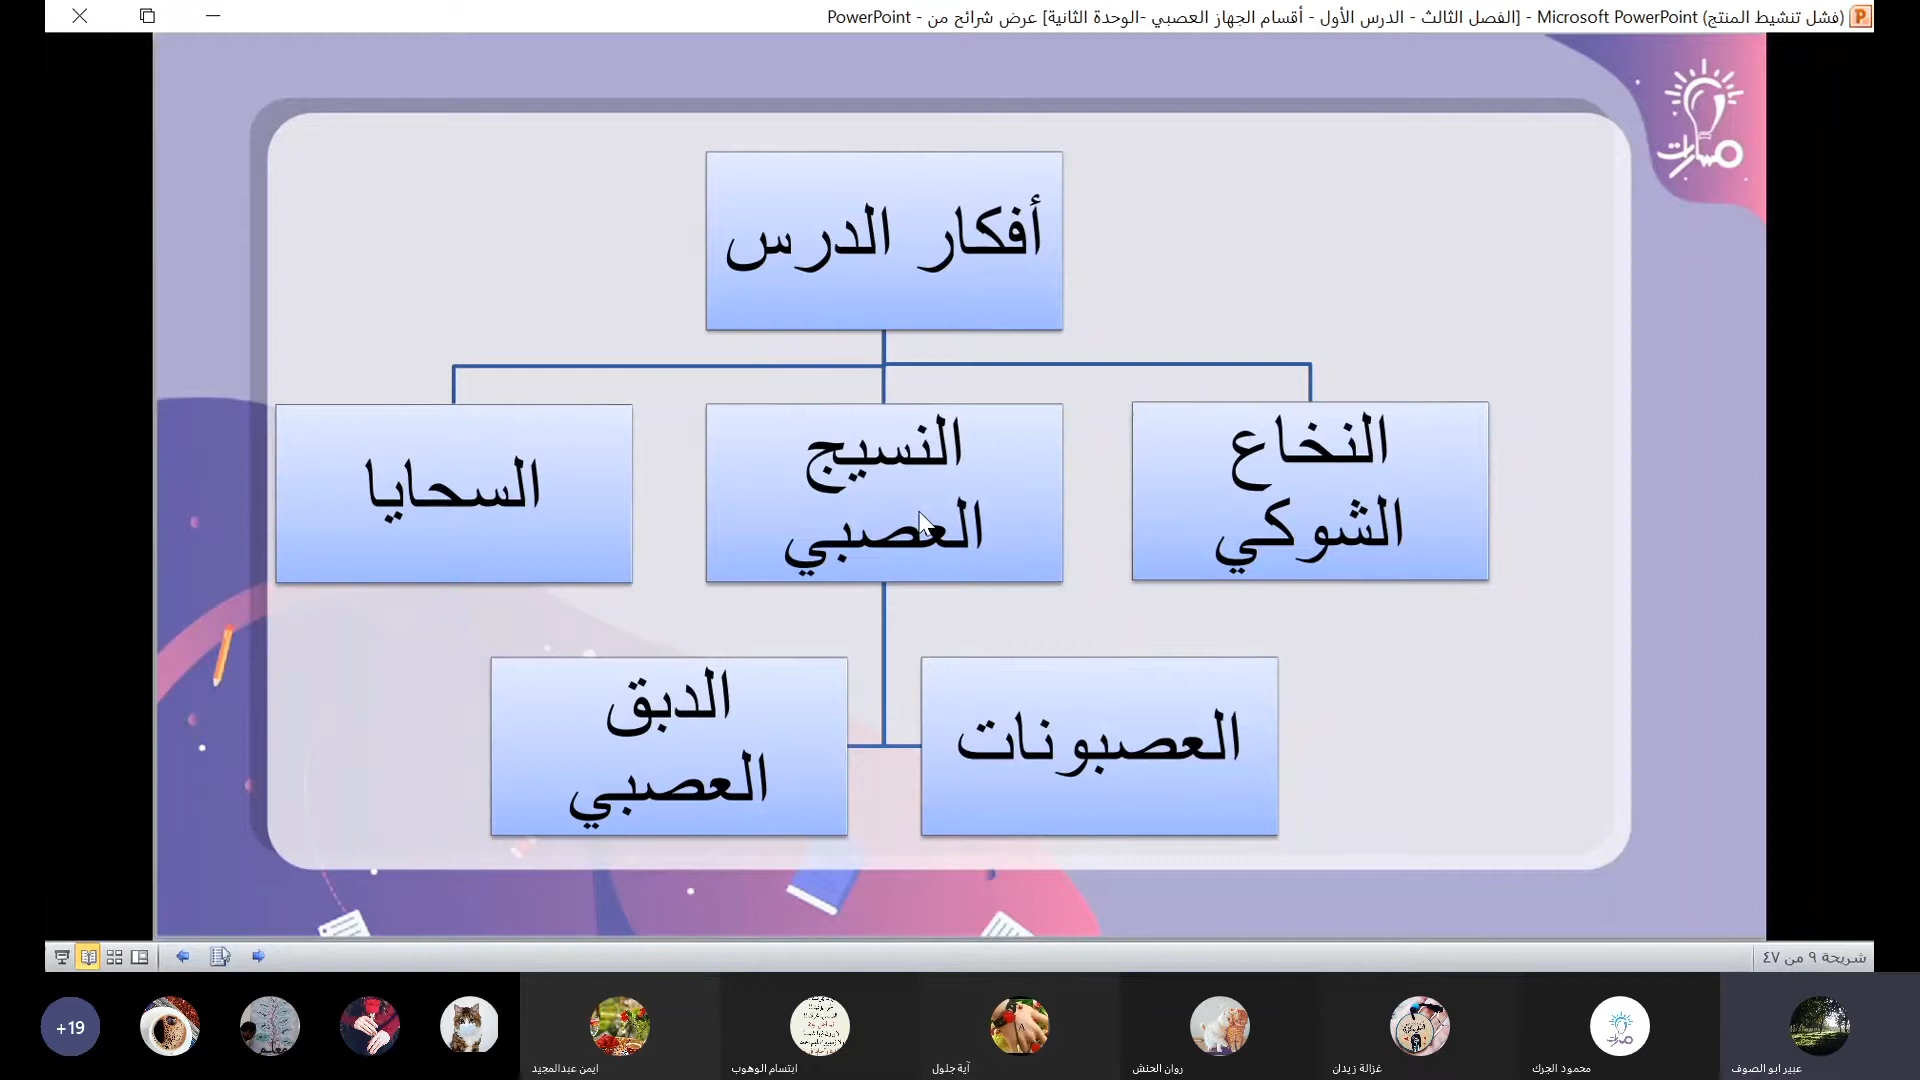 PowerPoint - عرض شرائح من [الفصل الثالث - الدرس الأول - أقسام الجهاز العصبي -الوحدة الثانية] - Microsoft PowerPoint (فشل تنشيط المنتج)
مسارات
أفكار الدرس
النخاع
الشوكي
النسيج
العصبي
السحايا
العصبونات
الدبق
العصبي
شريحة ٩ من ٤٧
عبير ابو الصوف
محمود الجرك
غزالة زيدان
روان الحنش
آية جلول
ابتسام الوهوب
ايمن عبدالمجيد
+19